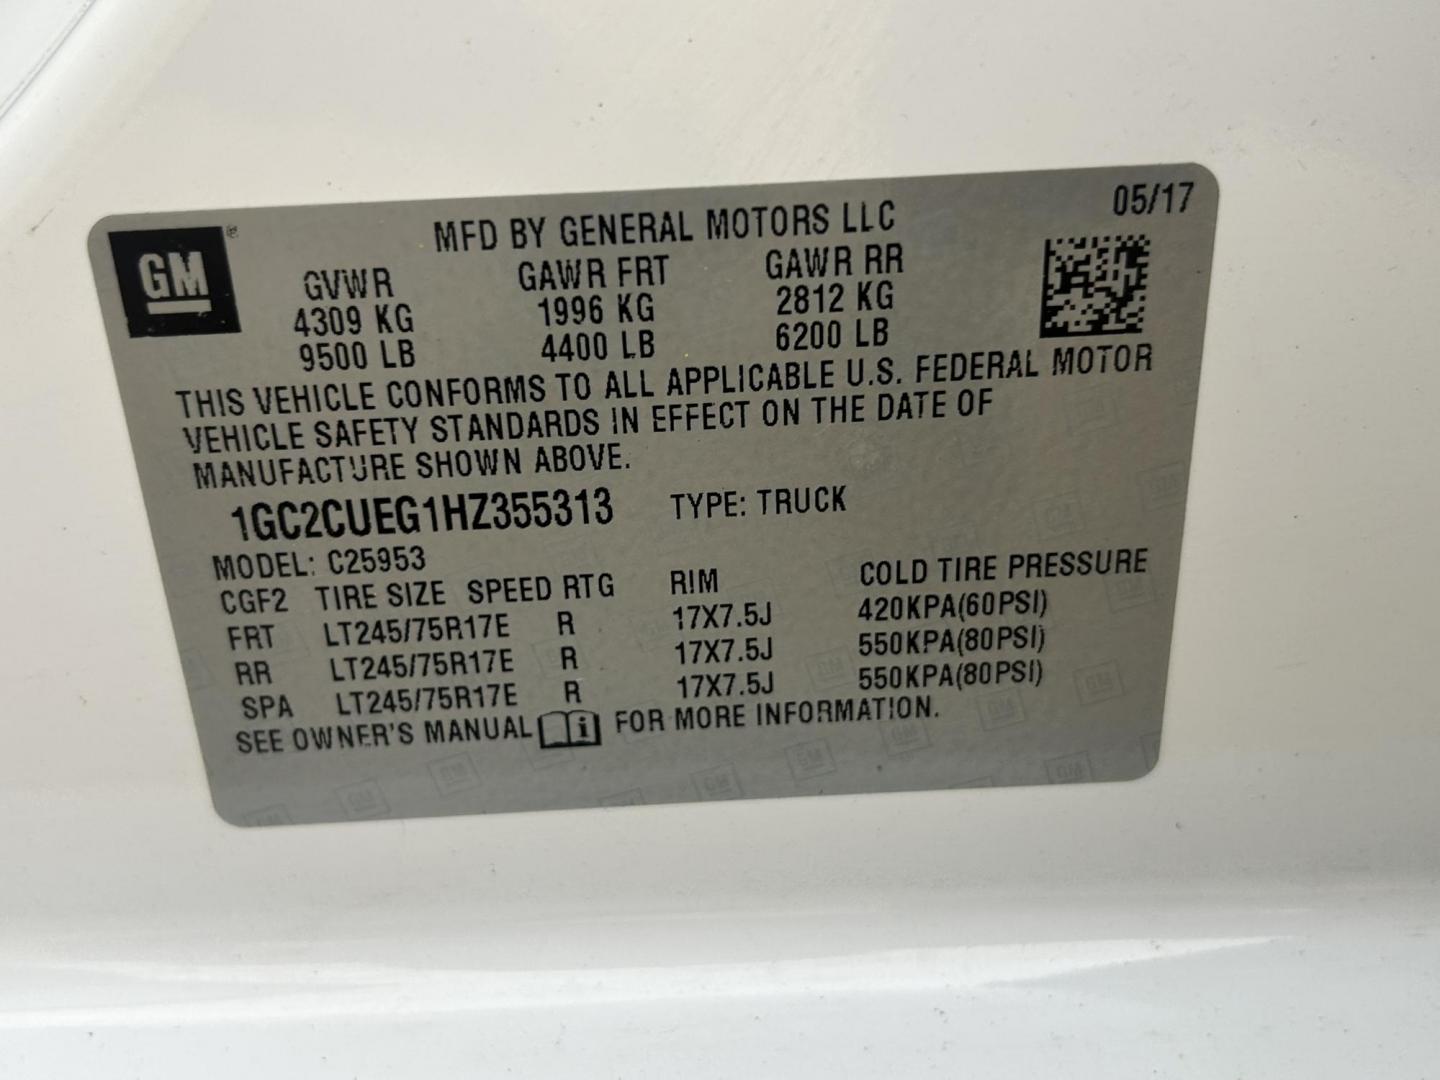 05/17
GM
®
MFD BY GENERAL MOTORS LLC
GVWR GAWR FRT GAWR RR
4309 KG 1996 KG 2812 KG
9500 LB 4400 LB 6200 LB
THIS VEHICLE CONFORMS TO ALL APPLICABLE U.S. FEDERAL MOTOR
VEHICLE SAFETY STANDARDS IN EFFECT ON THE DATE OF
MANUFACTURE SHOWN ABOVE.
1GC2CUEG1HZ355313 TYPE: TRUCK
MODEL: C25953
CGF2 TIRE SIZE SPEED RTG RIM COLD TIRE PRESSURE
FRT LT245/75R17E R 17X7.5J 420KPA(60PSI)
RR LT245/75R17E R 17X7.5J 550KPA(80PSI)
SPA LT245/75R17E R 17X7.5J 550KPA(80PSI)
SEE OWNER'S MANUAL i FOR MORE INFORMATION.